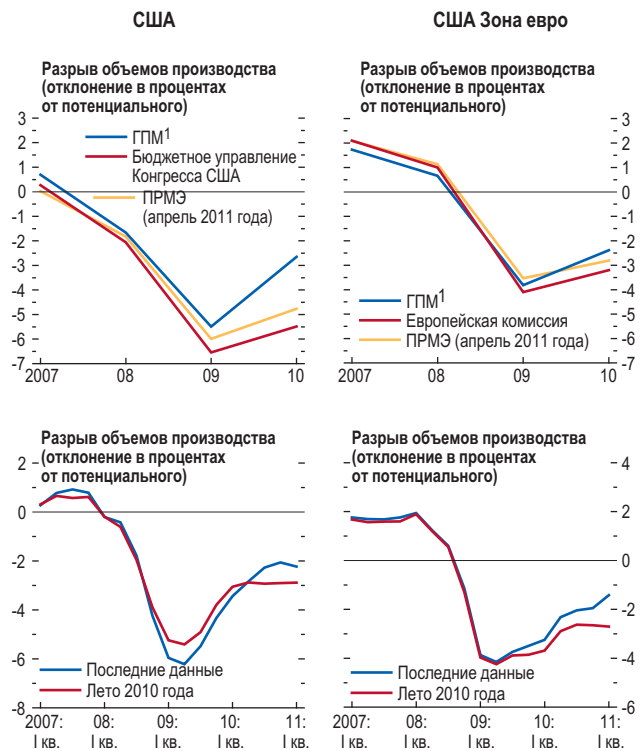 США
США Зона евро
Разрыв объемов производства
(отклонение в процентах
от потенциального)
3
2
1
0
-1
-2
-3
-4
-5
-6
-7
ГПМ1
Бюджетное управление
Конгресса США
ПРМЭ
(апрель 2011 года)
2007 08 09 10
Разрыв объемов производства
(отклонение в процентах
от потенциального)
3
2
1
0
-1
-2
-3
-4
-5
-6
-7
ГПМ1
Европейская комиссия
ПРМЭ (апрель 2011 года)
2007 08 09 10
Разрыв объемов производства
(отклонение в процентах
от потенциального)
2
0
-2
-4
-6
-8
Последние данные
Лето 2010 года
2007: 08: 09: 10: 11:
I кв. I кв. I кв. I кв. I кв.
Разрыв объемов производства
(отклонение в процентах
от потенциального)
4
2
0
-2
-4
-6
Последние данные
Лето 2010 года
2007: 08: 09: 10: 11:
I кв. I кв. I кв. I кв. I кв.